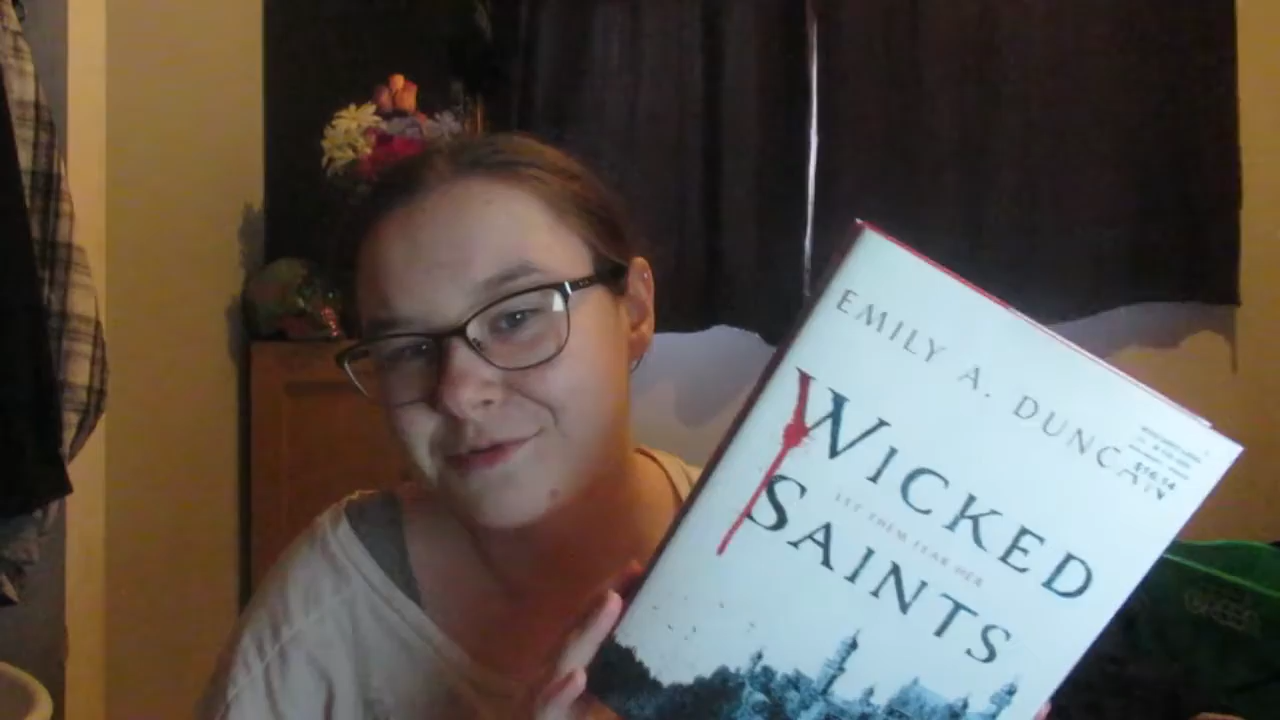 EMILY A. DUNCAN
WICKED
LET THEM FEAR HER
SAINTS
$16.14